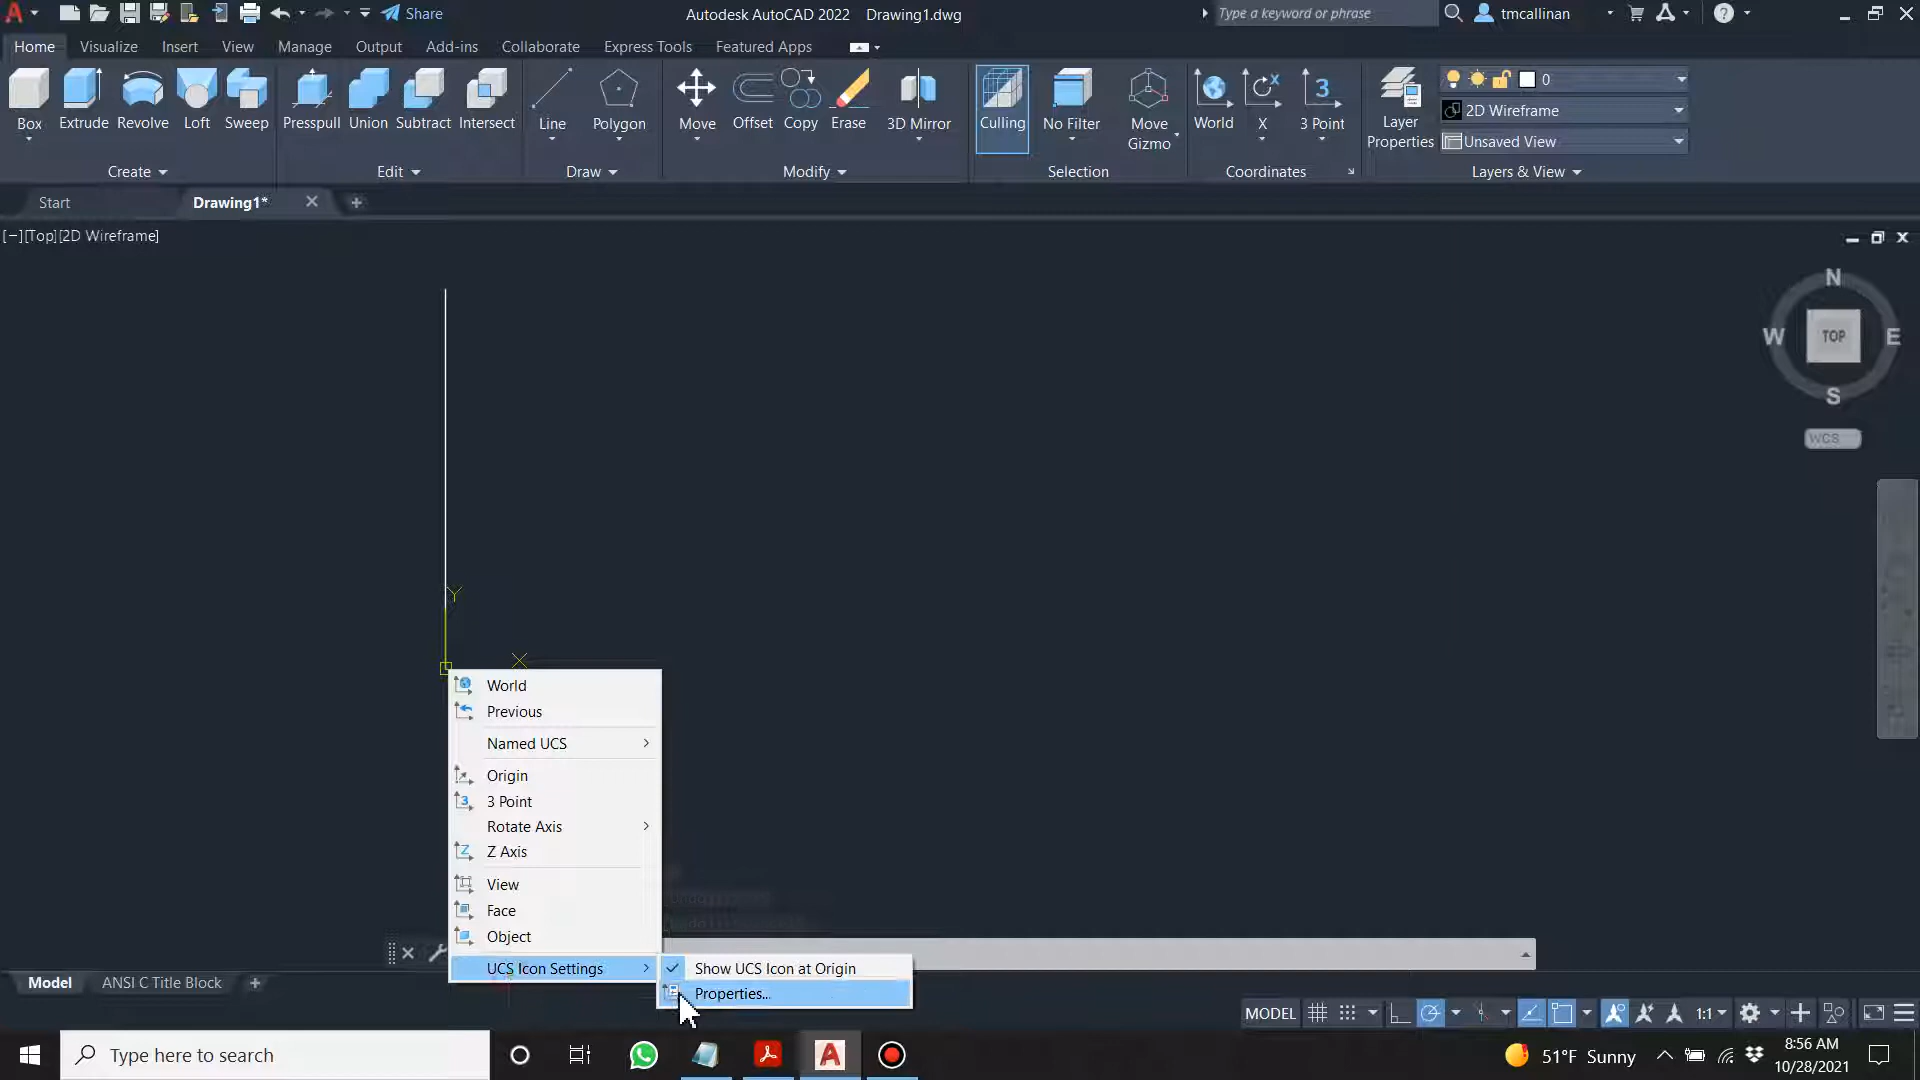 Share
Autodesk AutoCAD 2022 Drawing1.dwg
Type a keyword or phrase
tmcallinan
Home Visualize Insert View Manage Output Add-ins Collaborate Express Tools Featured Apps
Box Extrude Revolve Loft Sweep
Presspull Union Subtract Intersect
Line Polygon
Move Offset Copy Erase 3D Mirror
Culling No Filter Move Gizmo
World X 3 Point
Layer Properties
0
2D Wireframe
Unsaved View
Create Edit Draw Modify Selection Coordinates Layers & View
Start Drawing1*
[−][Top][2D Wireframe]
N
W TOP E
S
WCS
Y
X
World
Previous
Named UCS
Origin
3 Point
Rotate Axis
Z Axis
View
Face
Object
UCS Icon Settings
Show UCS Icon at Origin
Properties...
Model ANSI C Title Block
MODEL 1:1
Type here to search
51°F Sunny
8:56 AM
10/28/2021